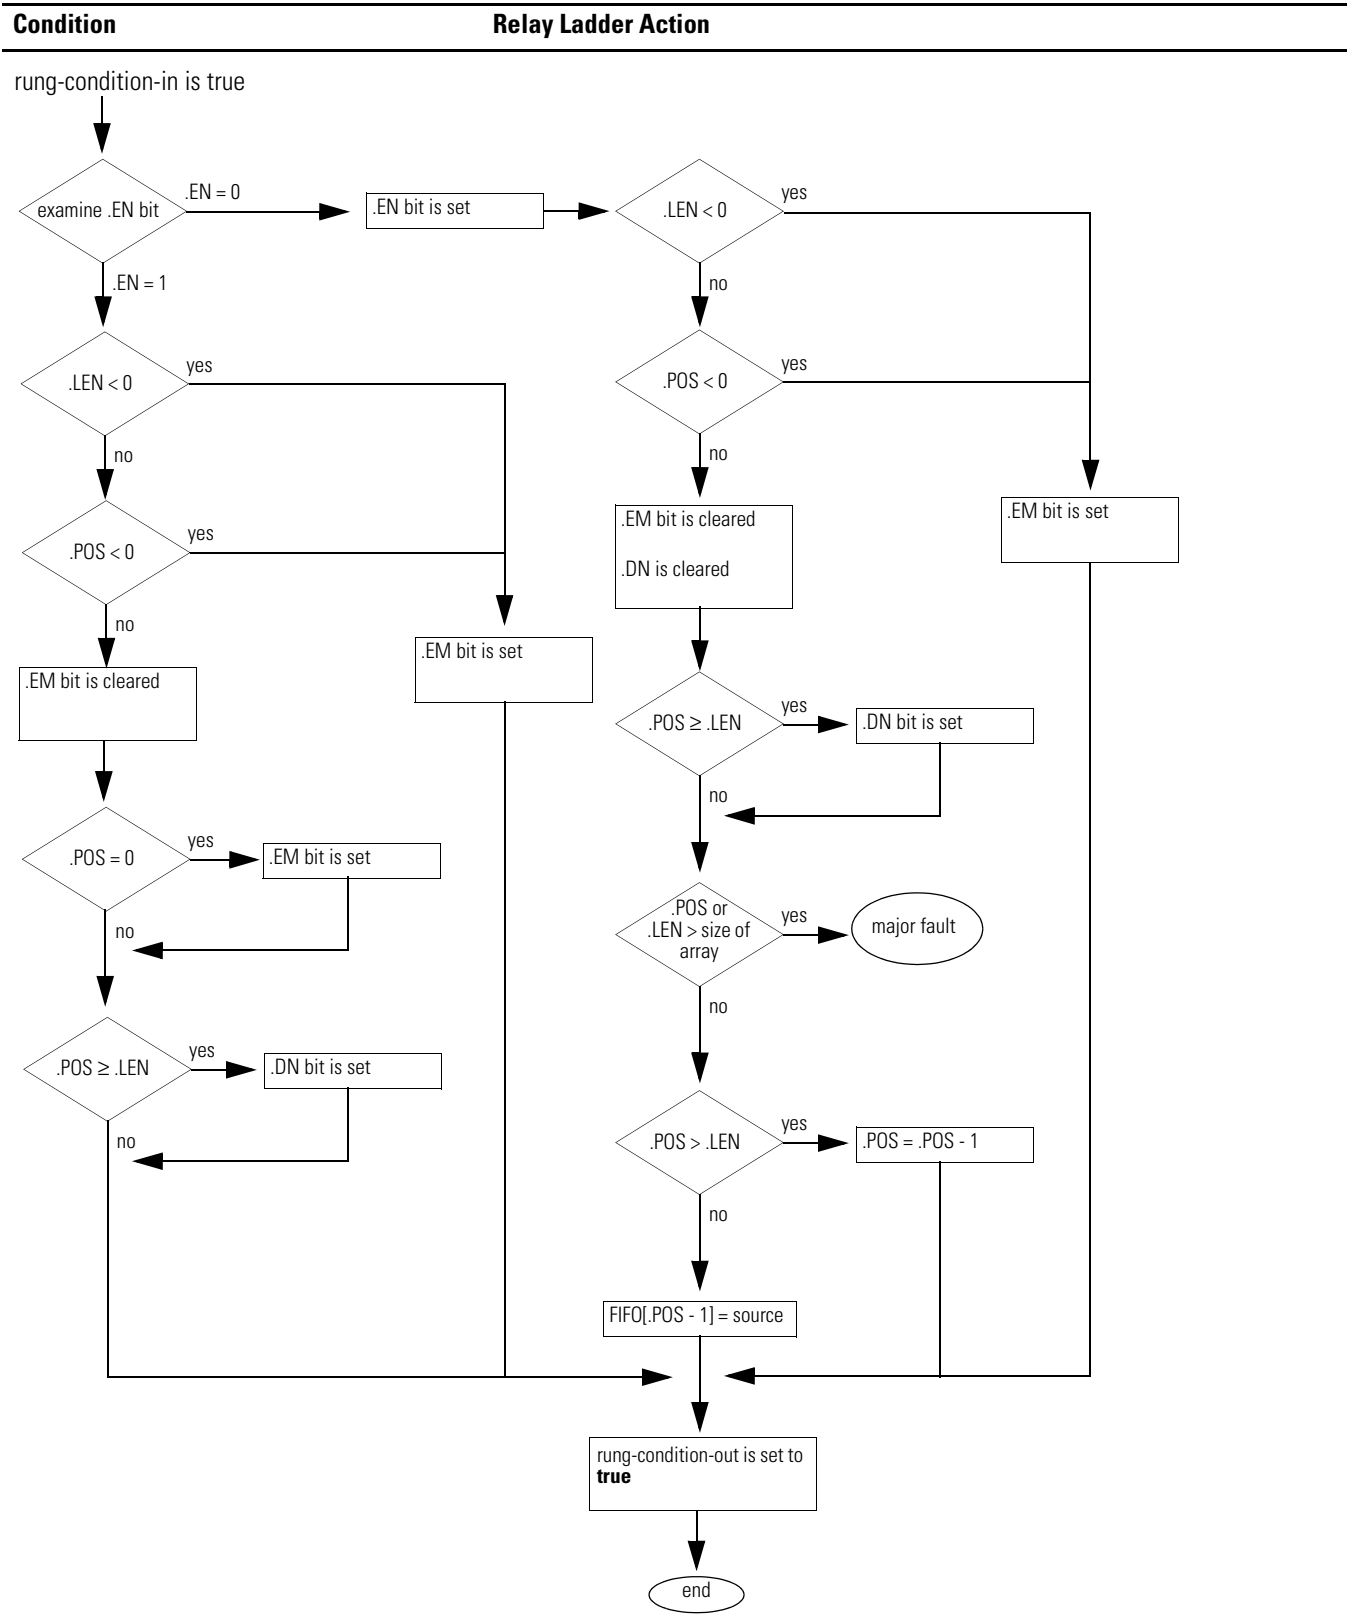 Condition
Relay Ladder Action
rung-condition-in is true
examine .EN bit
.EN = 0
.EN bit is set
.LEN < 0
yes
.EN = 1
no
.LEN < 0
yes
.POS < 0
yes
no
no
.POS < 0
yes
.EM bit is cleared
.DN is cleared
.EM bit is set
no
.EM bit is cleared
.EM bit is set
.POS ≥ .LEN
yes
.DN bit is set
no
.POS = 0
yes
.EM bit is set
no
.POS or
.LEN > size of
array
yes
major fault
no
.POS ≥ .LEN
yes
.DN bit is set
no
.POS > .LEN
yes
.POS = .POS - 1
no
FIFO[.POS - 1] = source
rung-condition-out is set to
true
end